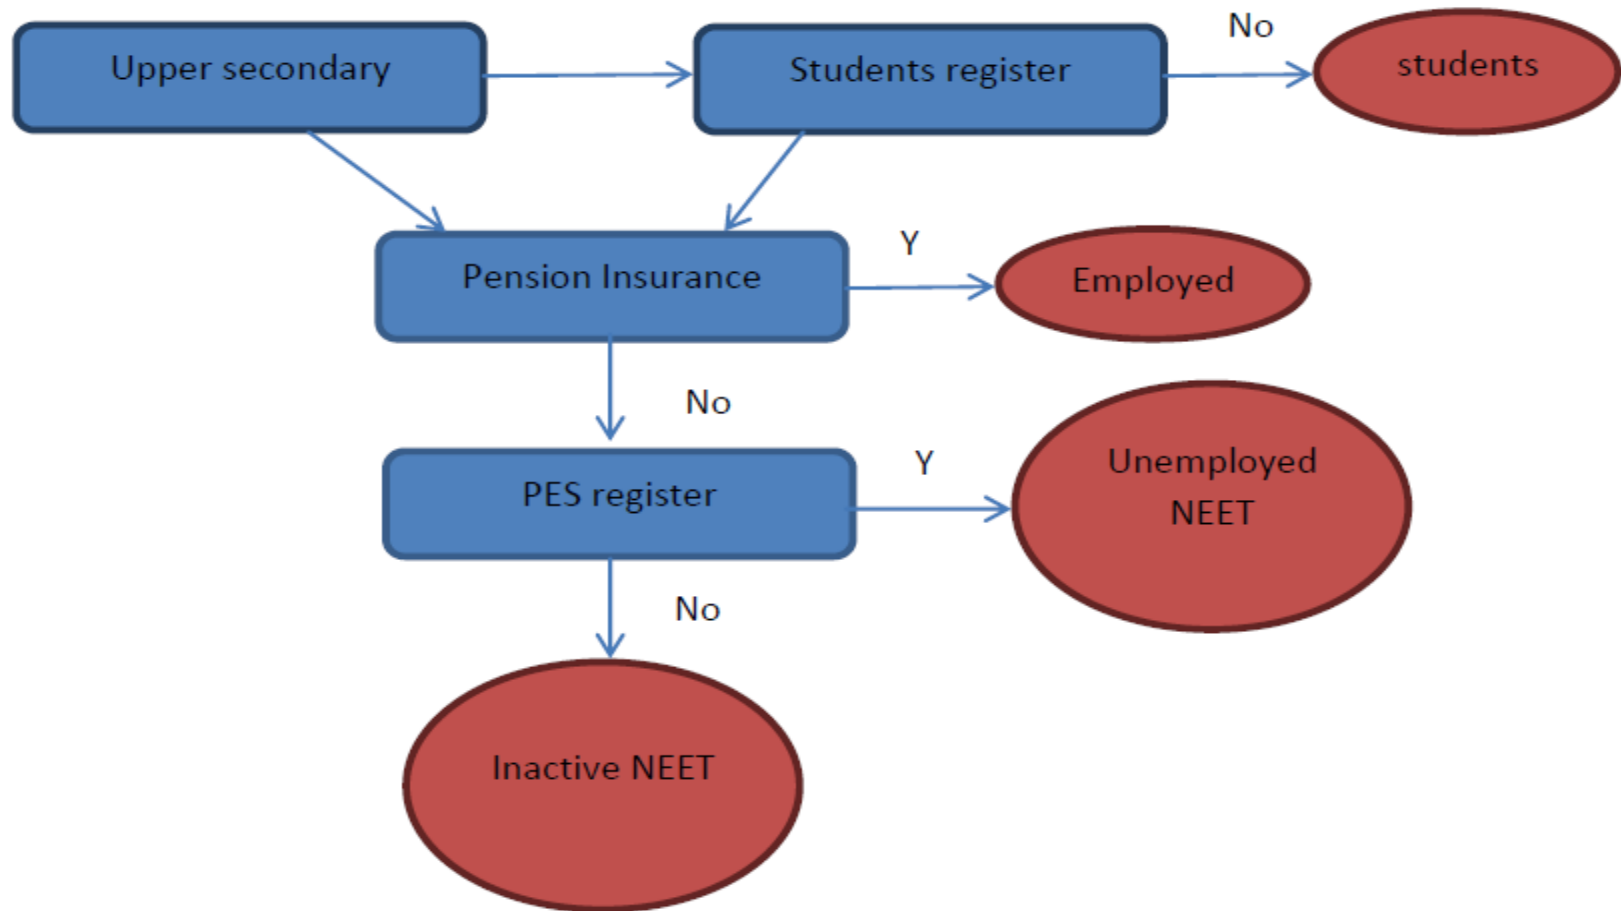 Upper secondary
Students register
No
students
Pension Insurance
Y
Employed
No
PES register
Y
Unemployed
NEET
No
Inactive NEET